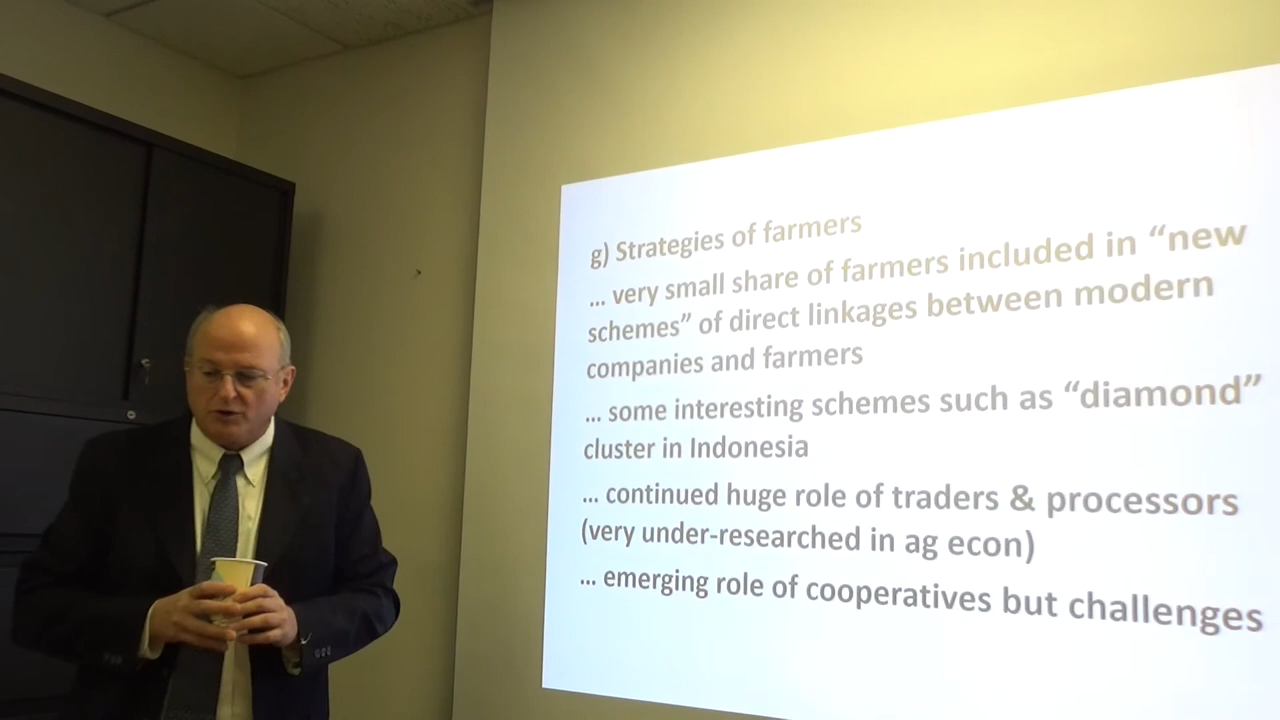 g) Strategies of farmers
... very small share of farmers included in “new
schemes” of direct linkages between modern
companies and farmers
... some interesting schemes such as “diamond”
cluster in Indonesia
... continued huge role of traders & processors
(very under-researched in ag econ)
... emerging role of cooperatives but challenges